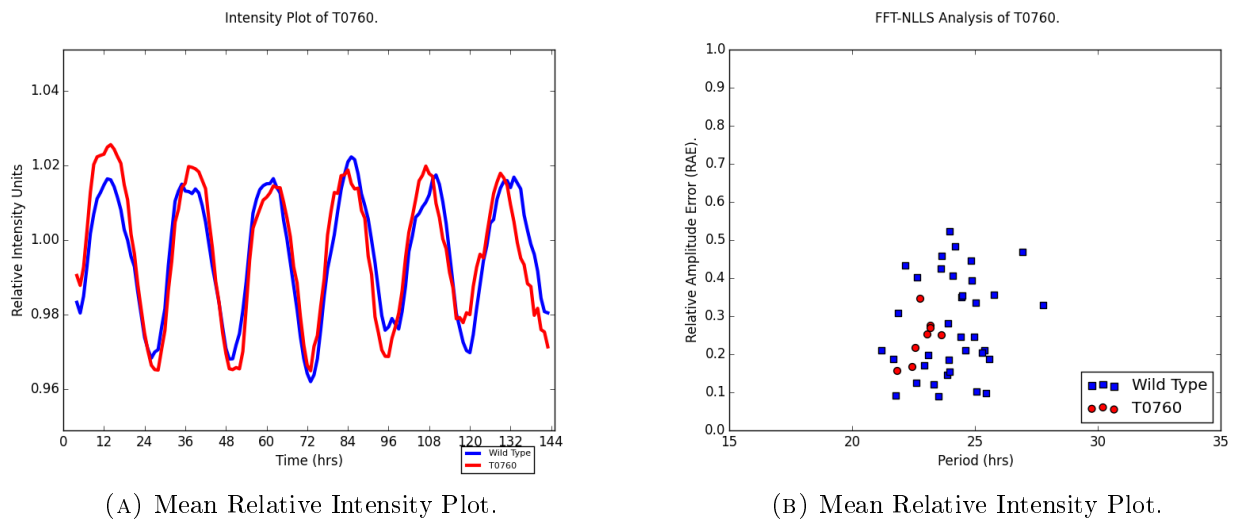 Intensity Plot of T0760.
Relative Intensity Units
1.04
1.02
1.00
0.98
0.96
0 12 24 36 48 60 72 84 96 108 120 132 144
Time (hrs)
Wild Type
T0760
(A) Mean Relative Intensity Plot.
FFT-NLLS Analysis of T0760.
Relative Amplitude Error (RAE).
1.0
0.9
0.8
0.7
0.6
0.5
0.4
0.3
0.2
0.1
0.0
15 20 25 30 35
Period (hrs)
Wild Type
T0760
(B) Mean Relative Intensity Plot.